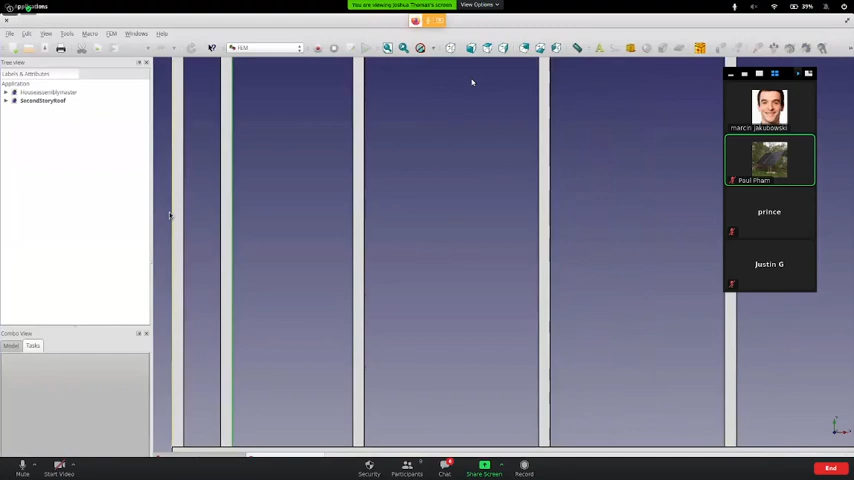 Applications
You are viewing Joshua Thomas's screen
View Options
39%
File
Edit
View
Tools
Macro
FEM
Windows
Help
FEM
Tree view
Labels & Attributes
Application
Houseassemblymaster
SecondStoryRoof
Combo View
Model
Tasks
marcin jakubowski
Paul Pham
prince
Justin G
Mute
Start Video
Security
Participants
Chat
Share Screen
Record
End